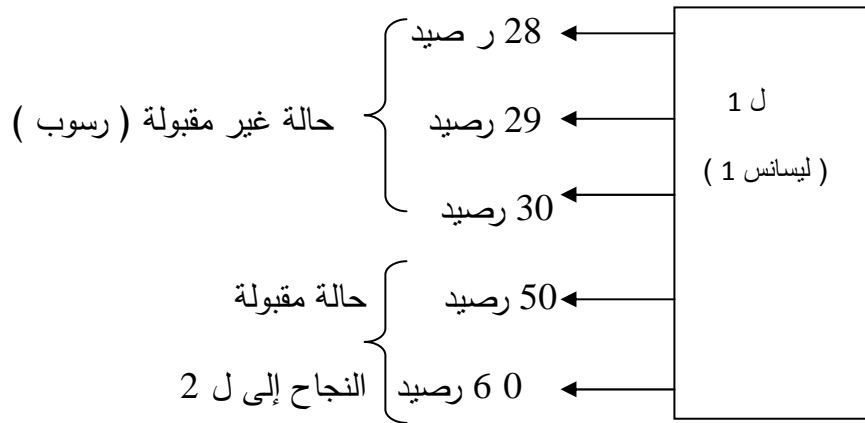 28 ر صيد
ل 1
29 رصيد
حالة غير مقبولة ( رسوب )
( ليسانس 1 )
30 رصيد
50 رصيد
حالة مقبولة
0 6 رصيد
النجاح إلى ل 2